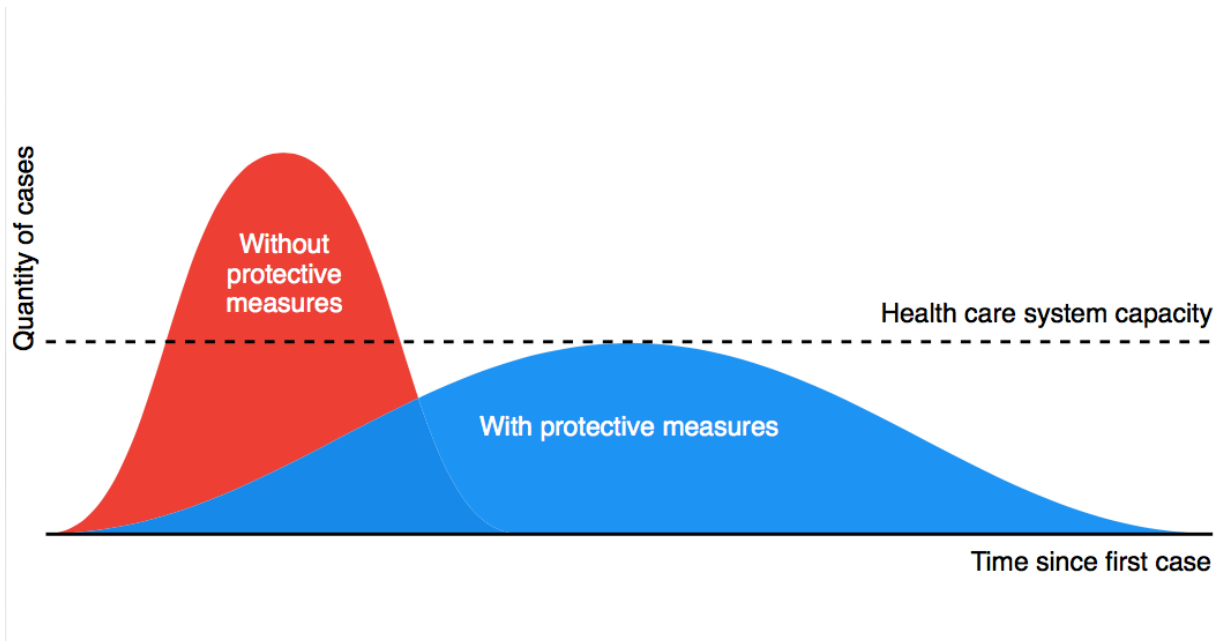 Quantity of cases
Without
protective
measures
Health care system capacity
With protective measures
Time since first case